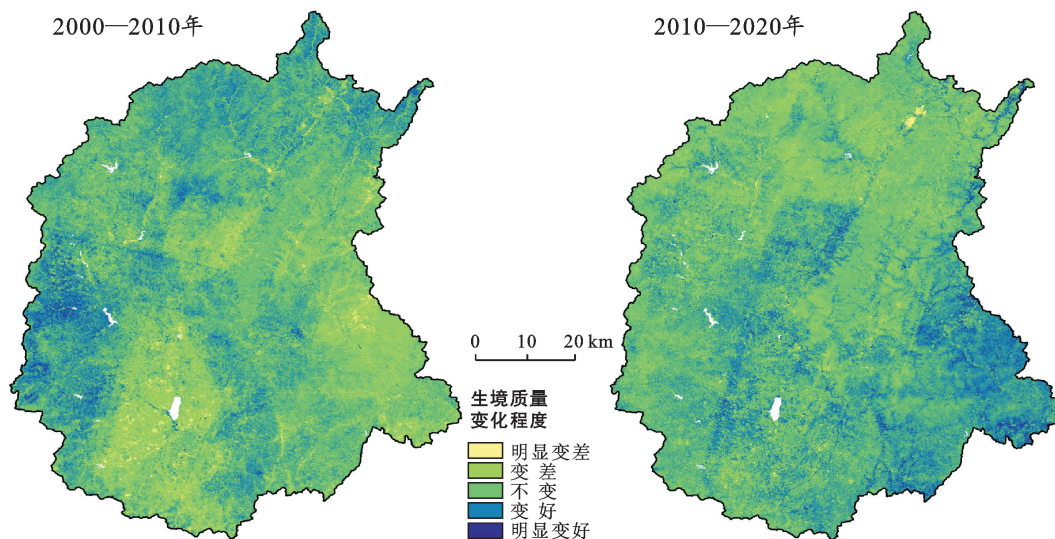 2000—2010年
2010—2020年
0 10 20 km
生境质量
变化程度
明显变差
变差
不变
变好
明显变好